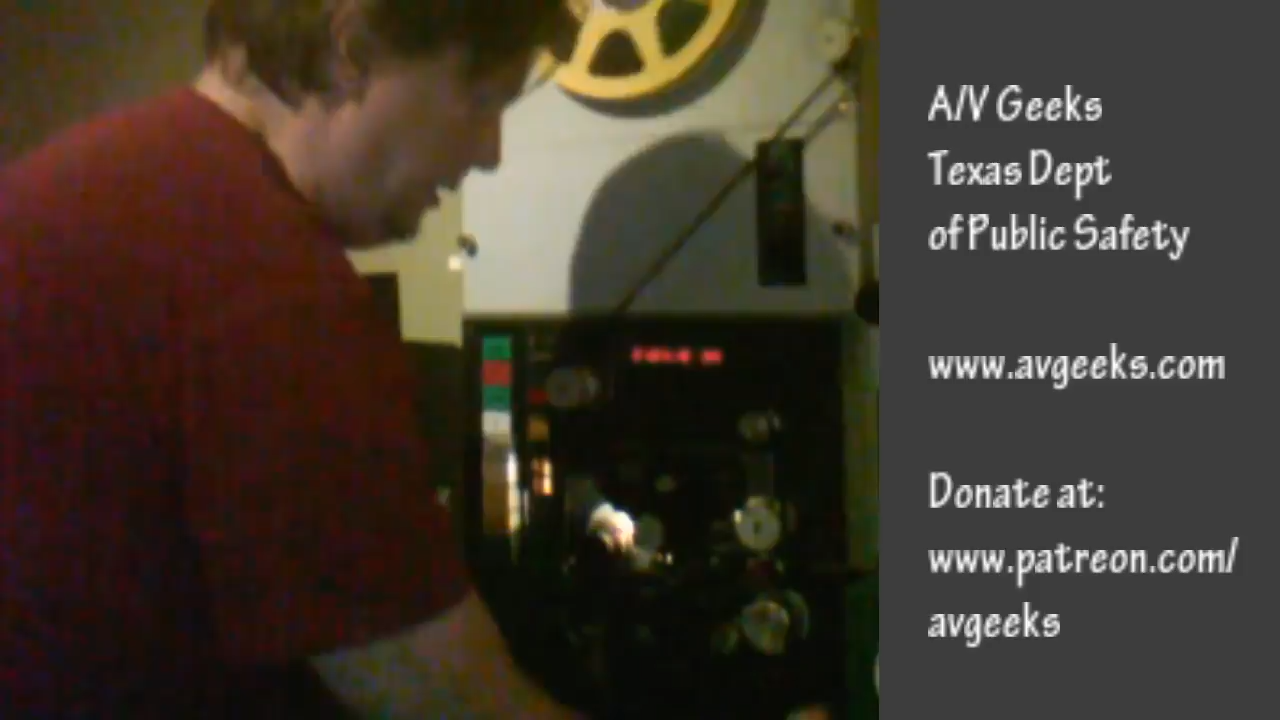 A/V Geeks
Texas Dept
of Public Safety
www.avgeeks.com
Donate at:
www.patreon.com/
avgeeks